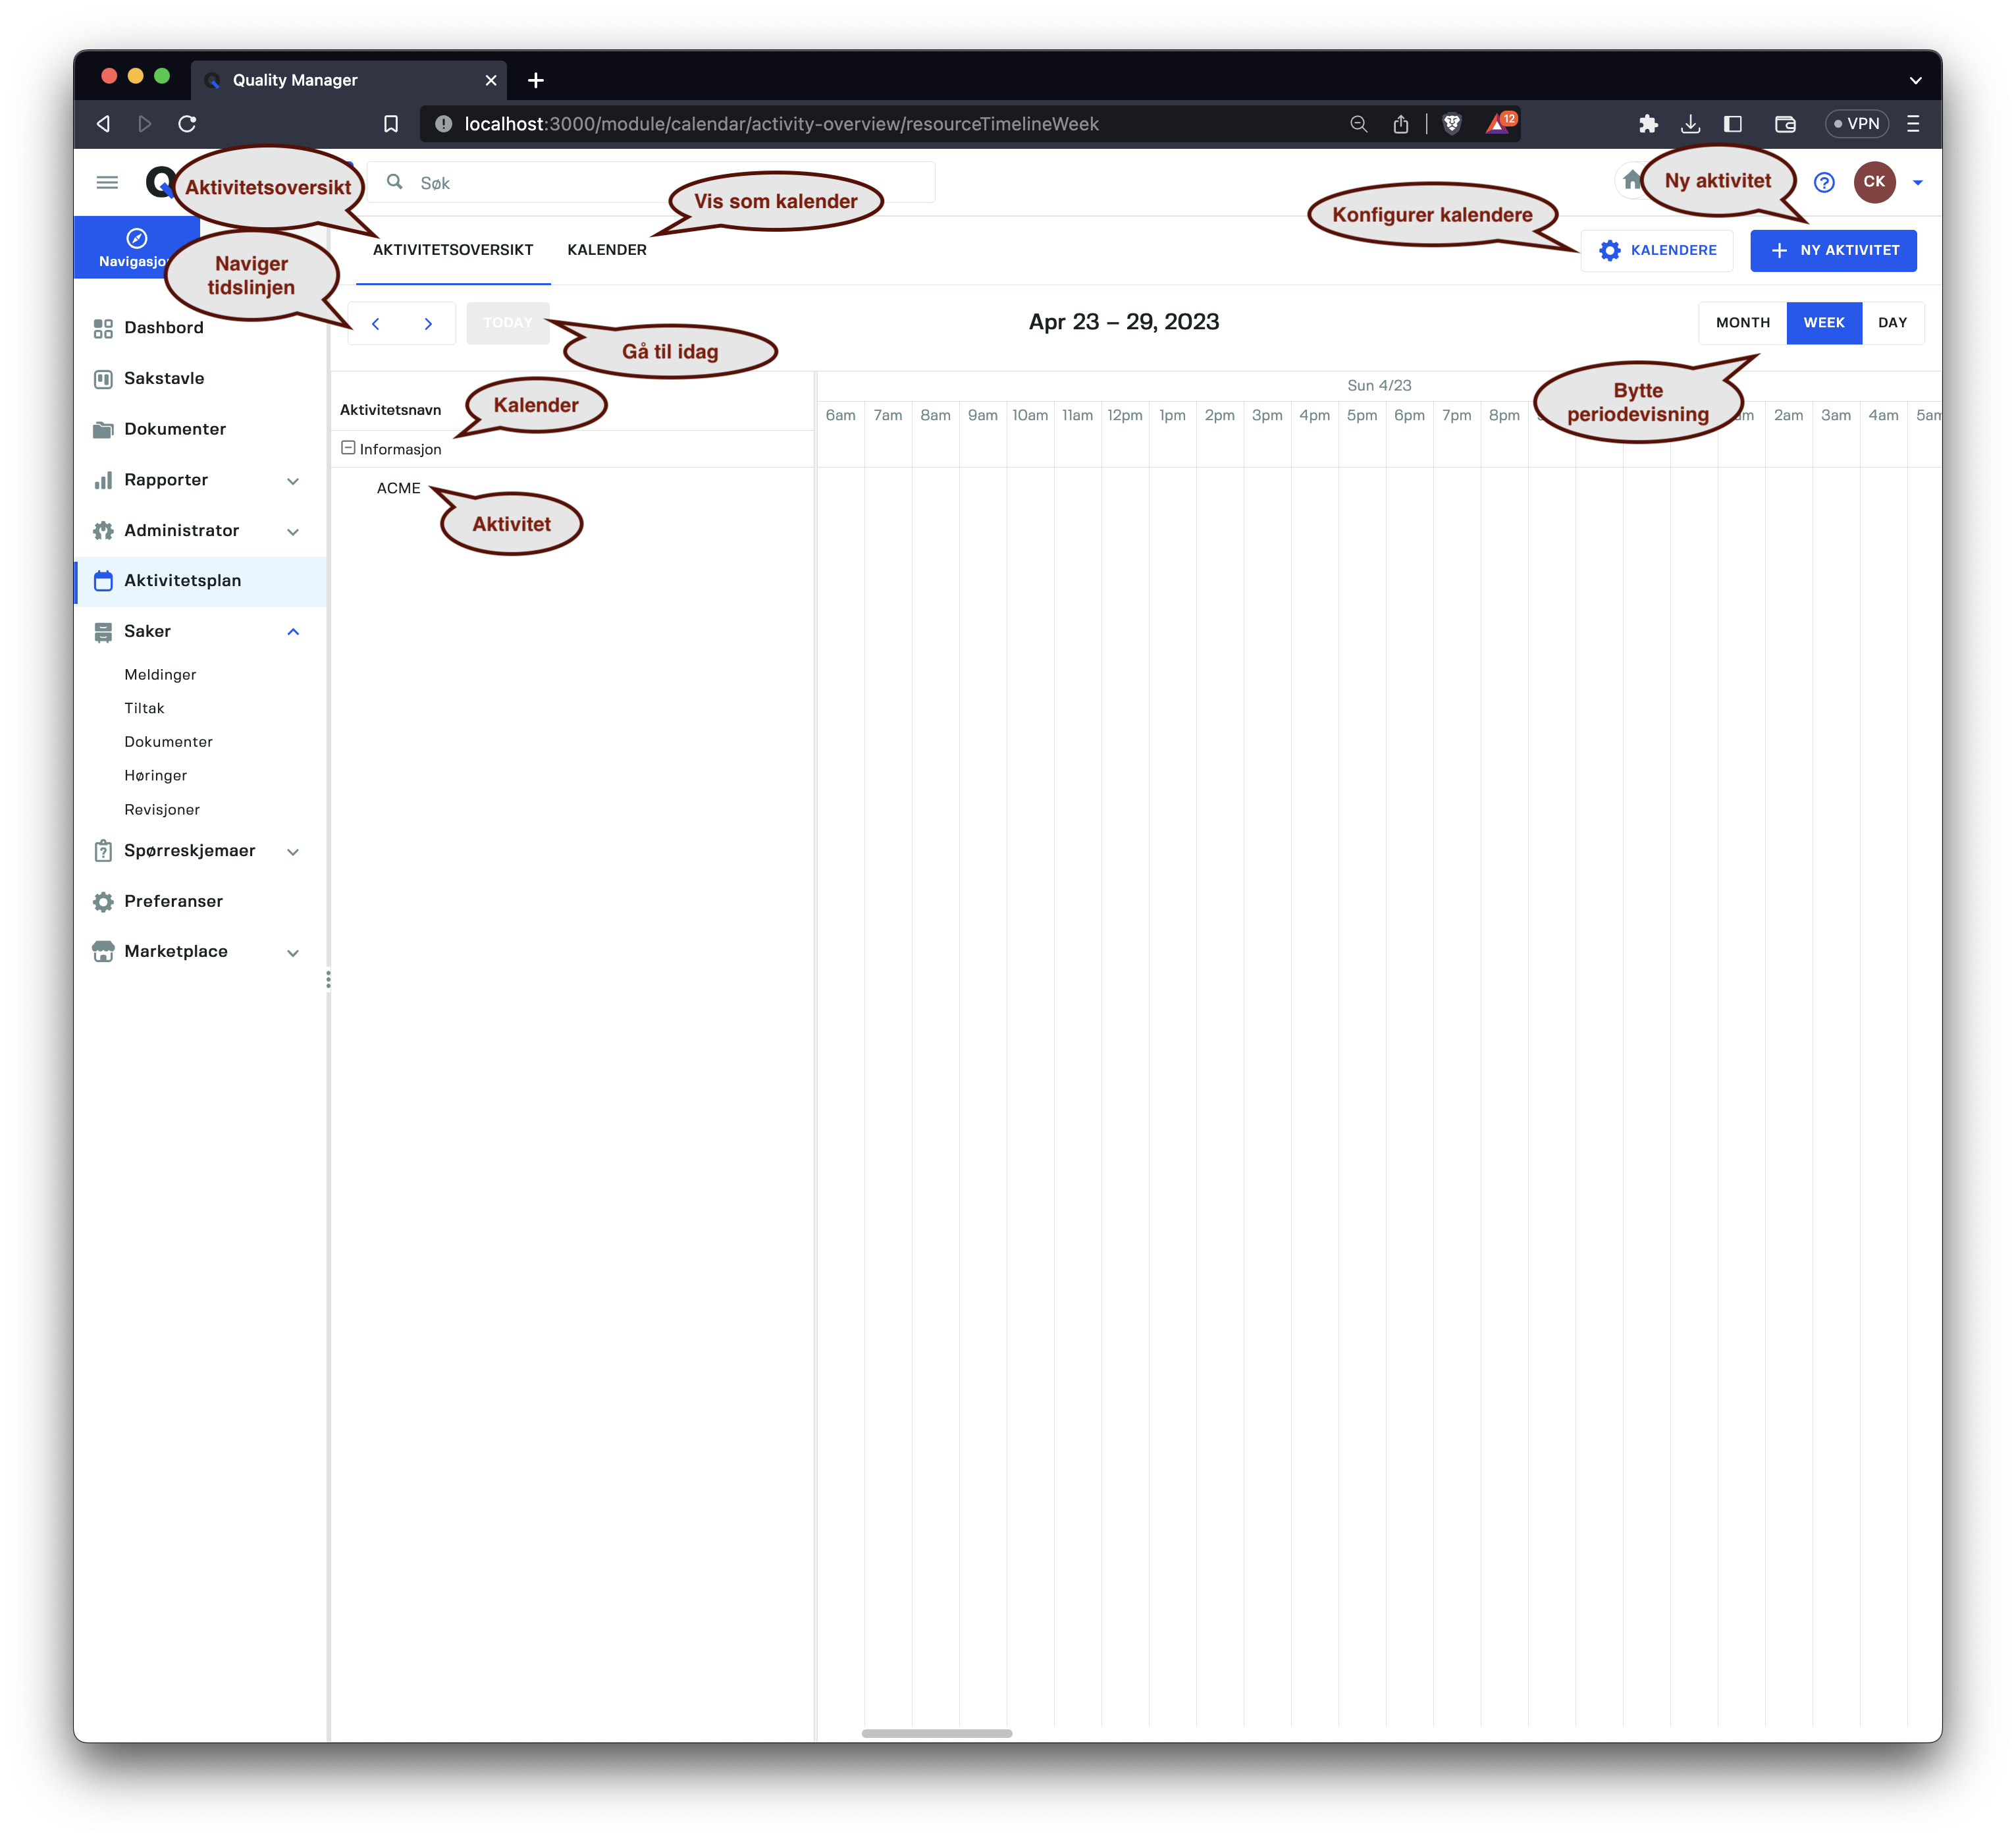 Quality Manager
localhost:3000/module/calendar/activity-overview/resourceTimelineWeek
12
VPN
Aktivitetsoversikt
Søk
Vis som kalender
Konfigurer kalendere
Ny aktivitet
CK
Navigasjo
Naviger
tidslinjen
AKTIVITETSOVERSIKT
KALENDER
KALENDERE
NY AKTIVITET
TODAY
Gå til idag
Apr 23 – 29, 2023
MONTH
WEEK
DAY
Bytte
periodevisning
Kalender
Aktivitetsnavn
Informasjon
ACME
Aktivitet
Sun 4/23
6am 7am 8am 9am 10am 11am 12pm 1pm 2pm 3pm 4pm 5pm 6pm 7pm 8pm 2am 3am 4am 5am
Dashbord
Sakstavle
Dokumenter
Rapporter
Administrator
Aktivitetsplan
Saker
Meldinger
Tiltak
Dokumenter
Høringer
Revisjoner
Spørreskjemaer
Preferanser
Marketplace